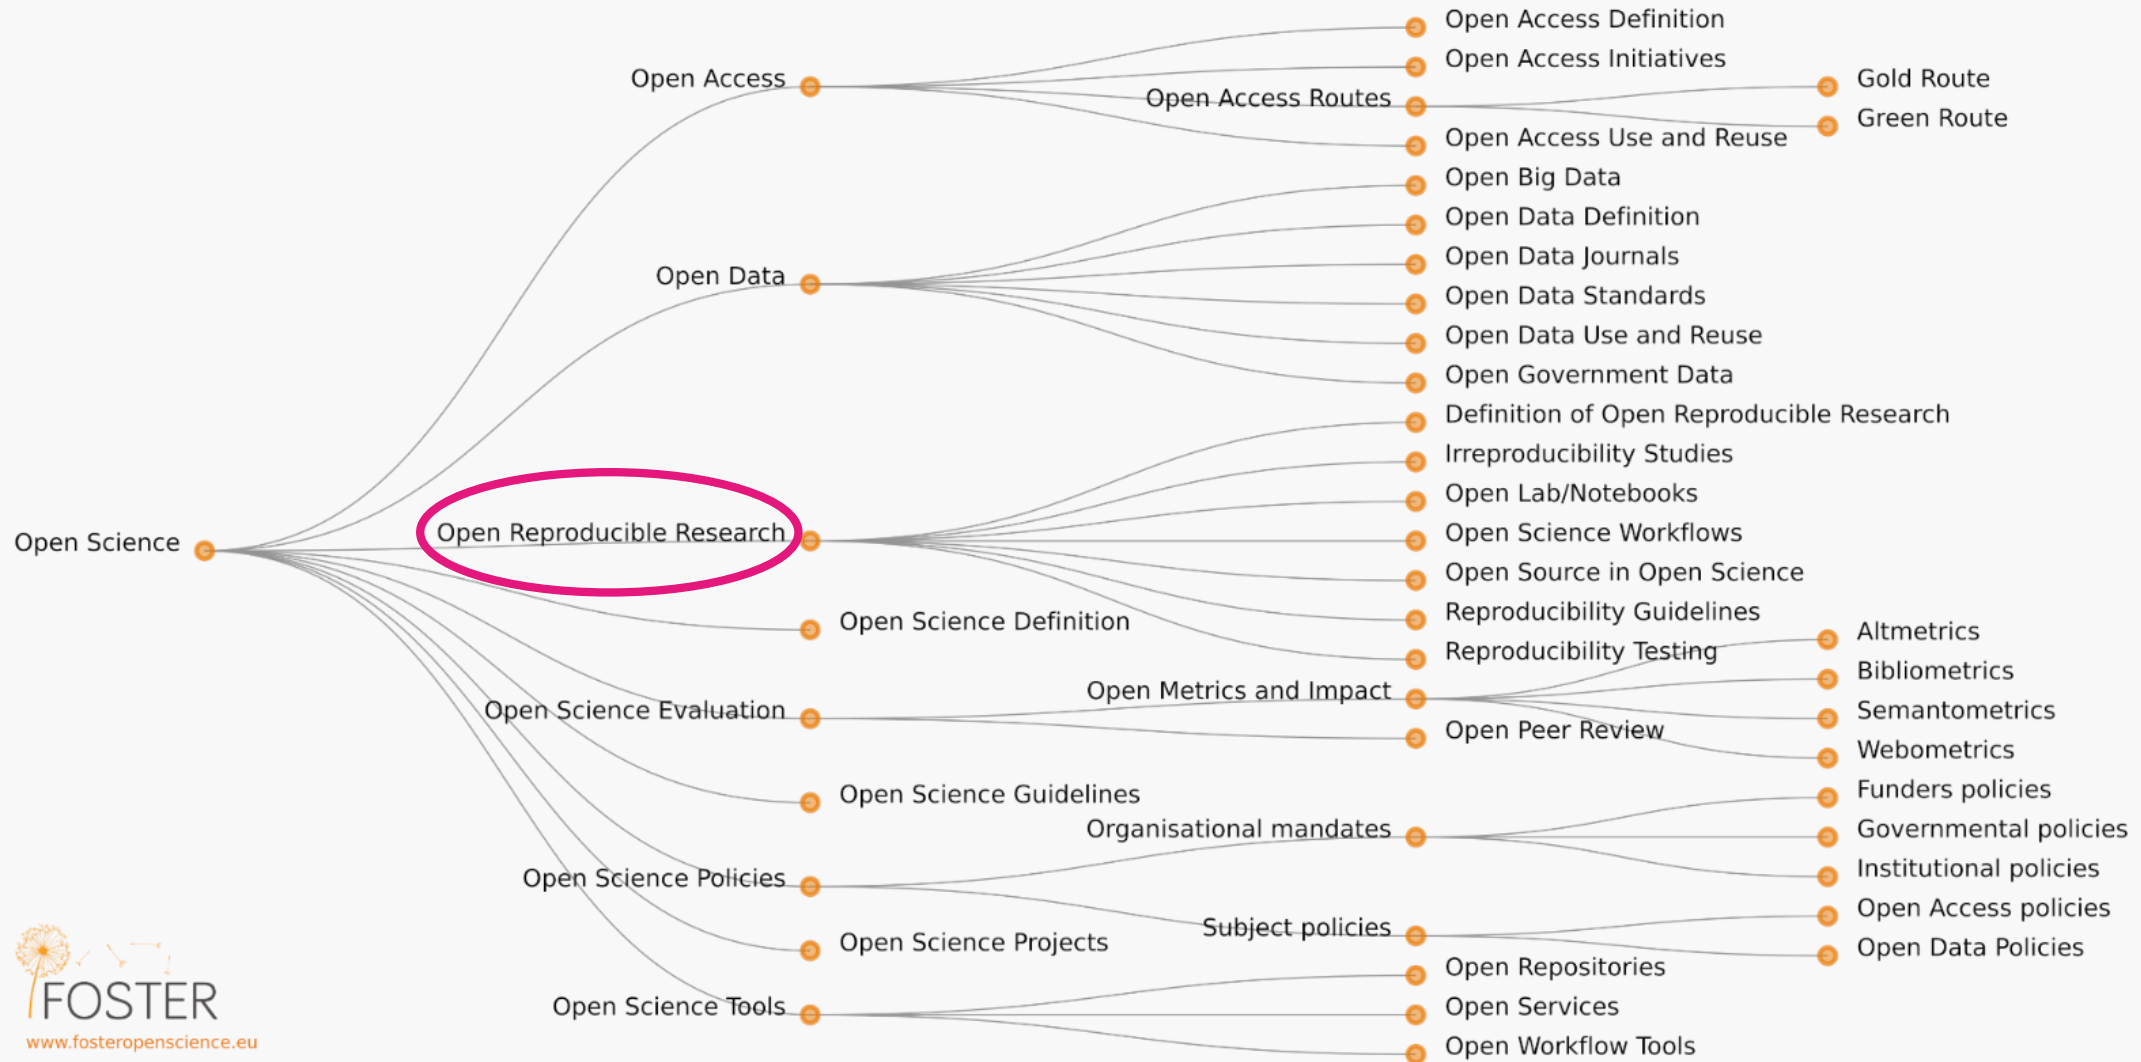 Open Access Definition
Open Access Initiatives
Open Access
Gold Route
Open Access Routes
Green Route
Open Access Use and Reuse
Open Big Data
Open Data Definition
Open Data Journals
Open Data
Open Data Standards
Open Data Use and Reuse
Open Government Data
Definition of Open Reproducible Research
Irreproducibility Studies
Open Lab/Notebooks
Open Science
Open Reproducible Research
Open Science Workflows
Open Source in Open Science
Reproducibility Guidelines
Open Science Definition
Altmetrics
Reproducibility Testing
Bibliometrics
Open Metrics and Impact
Open Science Evaluation
Semantometrics
Open Peer Review
Webometrics
Open Science Guidelines
Funders policies
Organisational mandates
Governmental policies
Institutional policies
Open Science Policies
Open Access policies
Subject policies
Open Science Projects
Open Data Policies
Open Repositories
Open Science Tools
Open Services
Open Workflow Tools
FOSTER
www.fosteropenscience.eu